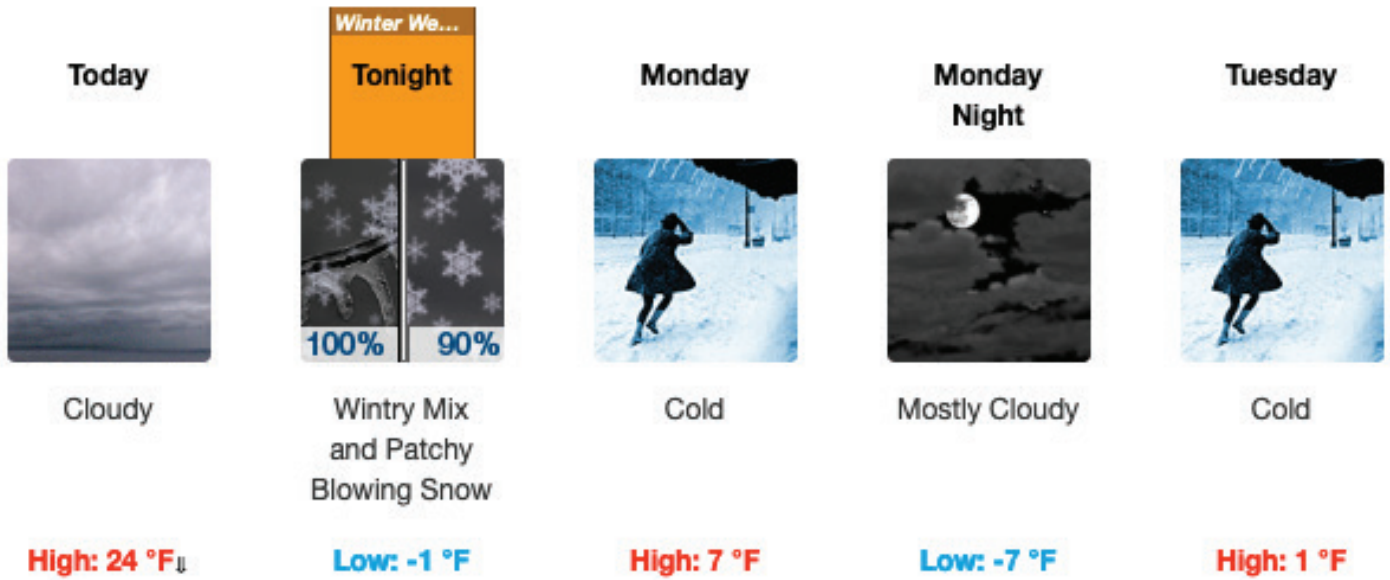 Winter We...
Today
Tonight
Monday
Monday
Night
Tuesday
100% 90%
Cloudy
Wintry Mix
and Patchy
Blowing Snow
Cold
Mostly Cloudy
Cold
High: 24 °F⇓
Low: -1 °F
High: 7 °F
Low: -7 °F
High: 1 °F